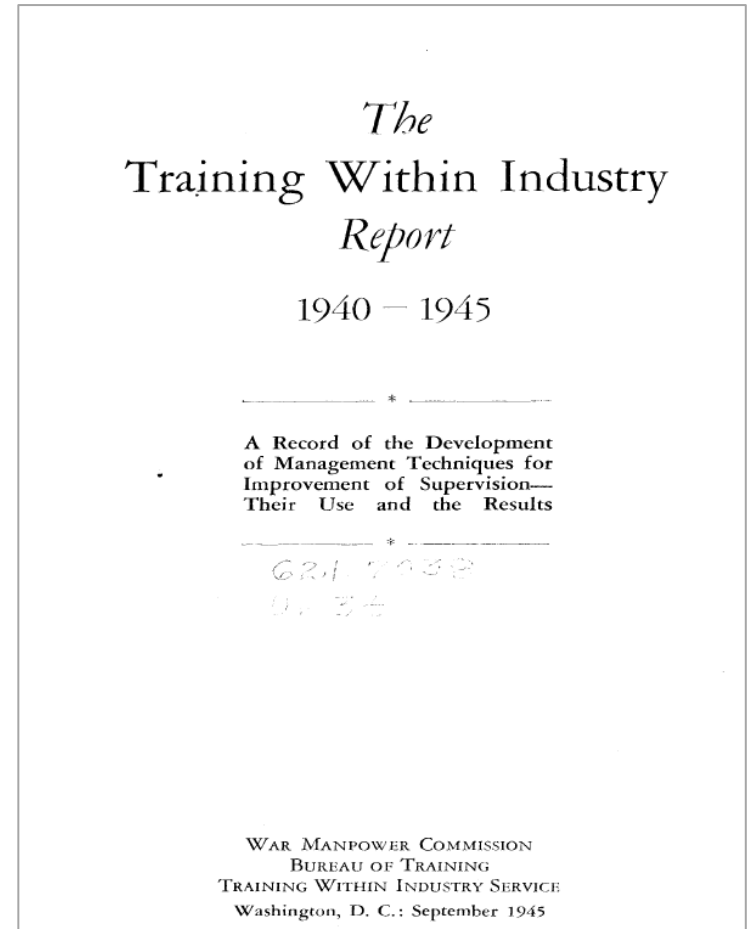 The
Training Within Industry
Report
1940 – 1945
*
A Record of the Development
of Management Techniques for
Improvement of Supervision—
Their Use and the Results
*
WAR MANPOWER COMMISSION
BUREAU OF TRAINING
TRAINING WITHIN INDUSTRY SERVICE
Washington, D. C.: September 1945